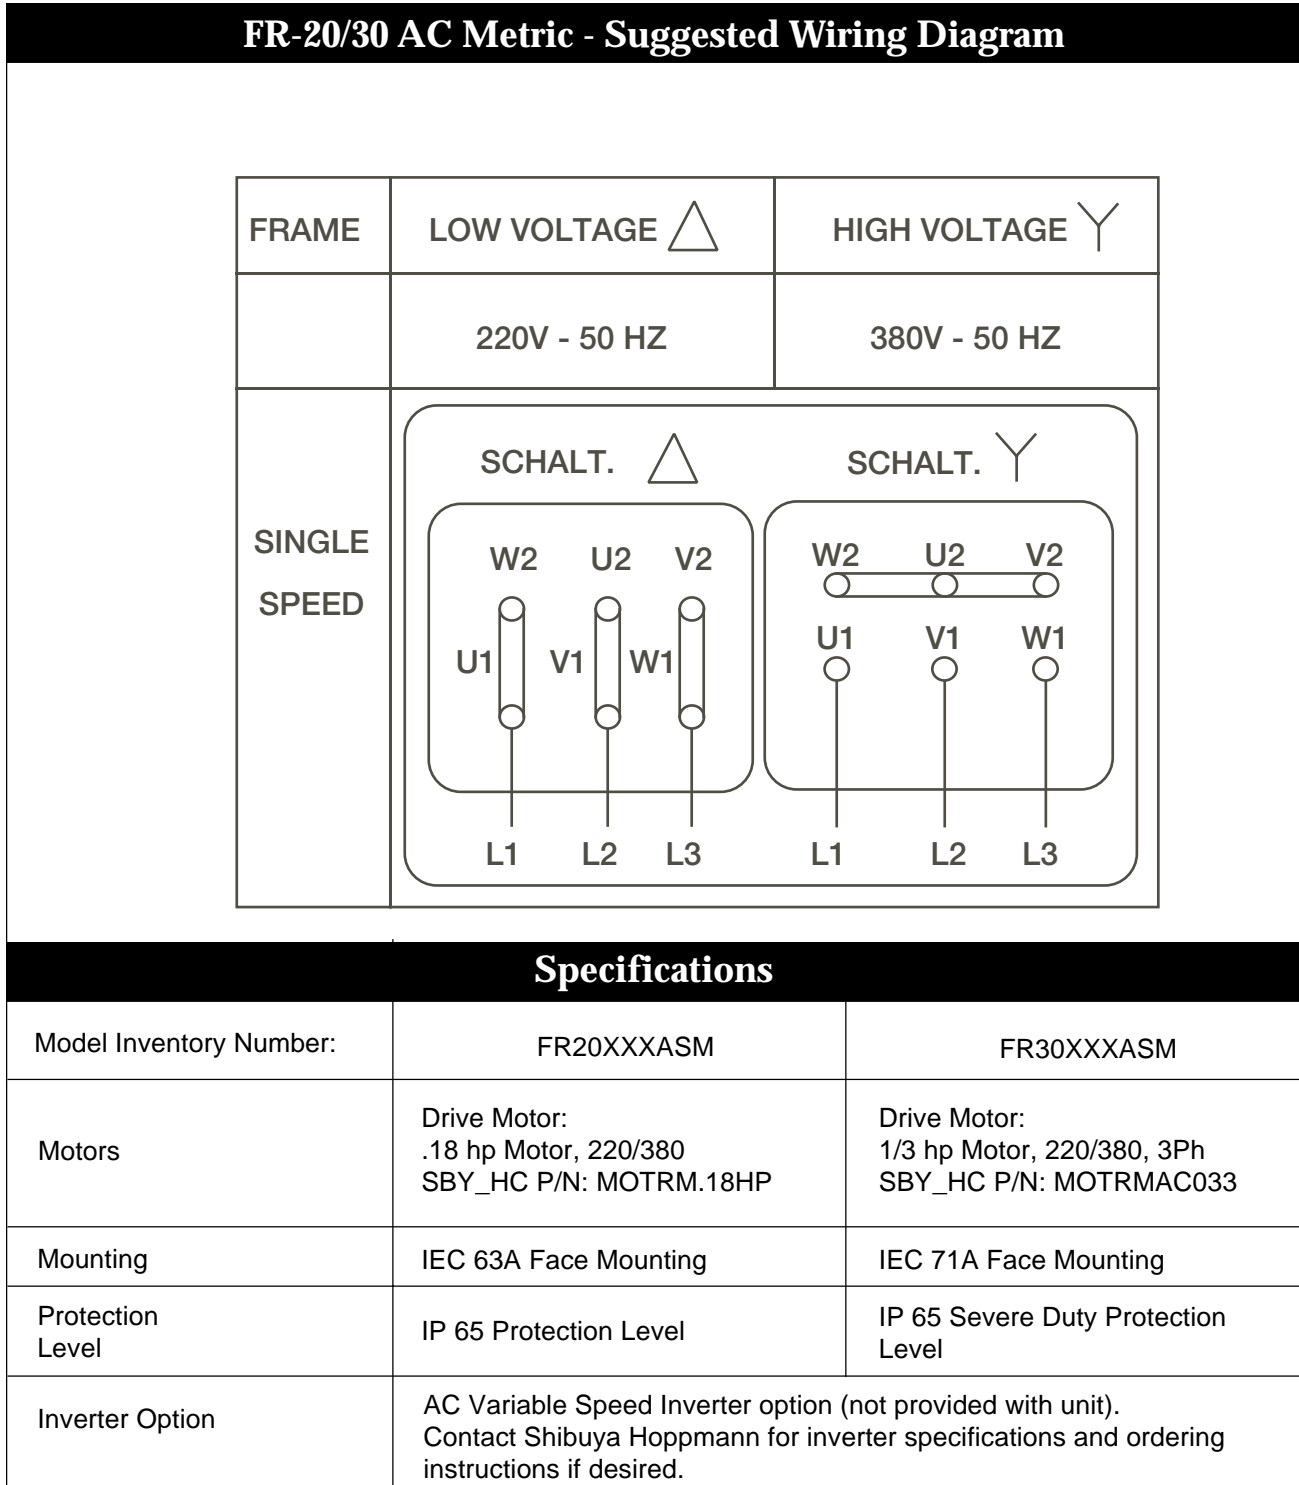 FR-20/30 AC Metric - Suggested Wiring Diagram
FRAME
LOW VOLTAGE
HIGH VOLTAGE
220V - 50 HZ
380V - 50 HZ
SINGLE
SPEED
SCHALT.
W2 U2 V2
U1 V1 W1
L1 L2 L3
SCHALT.
W2 U2 V2
U1 V1 W1
L1 L2 L3
Specifications
Model Inventory Number:
FR20XXXASM
FR30XXXASM
Motors
Drive Motor:
.18 hp Motor, 220/380
SBY_HC P/N: MOTRM.18HP
Drive Motor:
1/3 hp Motor, 220/380, 3Ph
SBY_HC P/N: MOTRMAC033
Mounting
IEC 63A Face Mounting
IEC 71A Face Mounting
Protection
Level
IP 65 Protection Level
IP 65 Severe Duty Protection
Level
Inverter Option
AC Variable Speed Inverter option (not provided with unit).
Contact Shibuya Hoppmann for inverter specifications and ordering
instructions if desired.